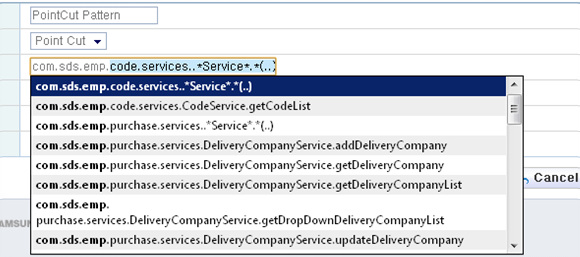 PointCut Pattern
Point Cut
com.sds.emp.code.services..*Service*.*(..)
com.sds.emp.code.services..*Service*.*(..)
com.sds.emp.code.services.CodeService.getCodeList
com.sds.emp.purchase.services..*Service*.*(..)
com.sds.emp.purchase.services.DeliveryCompanyService.addDeliveryCompany
com.sds.emp.purchase.services.DeliveryCompanyService.getDeliveryCompany
com.sds.emp.purchase.services.DeliveryCompanyService.getDeliveryCompanyList
com.sds.emp.
purchase.services.DeliveryCompanyService.getDropDownDeliveryCompanyList
com.sds.emp.purchase.services.DeliveryCompanyService.updateDeliveryCompany
Cancel
AMSUN